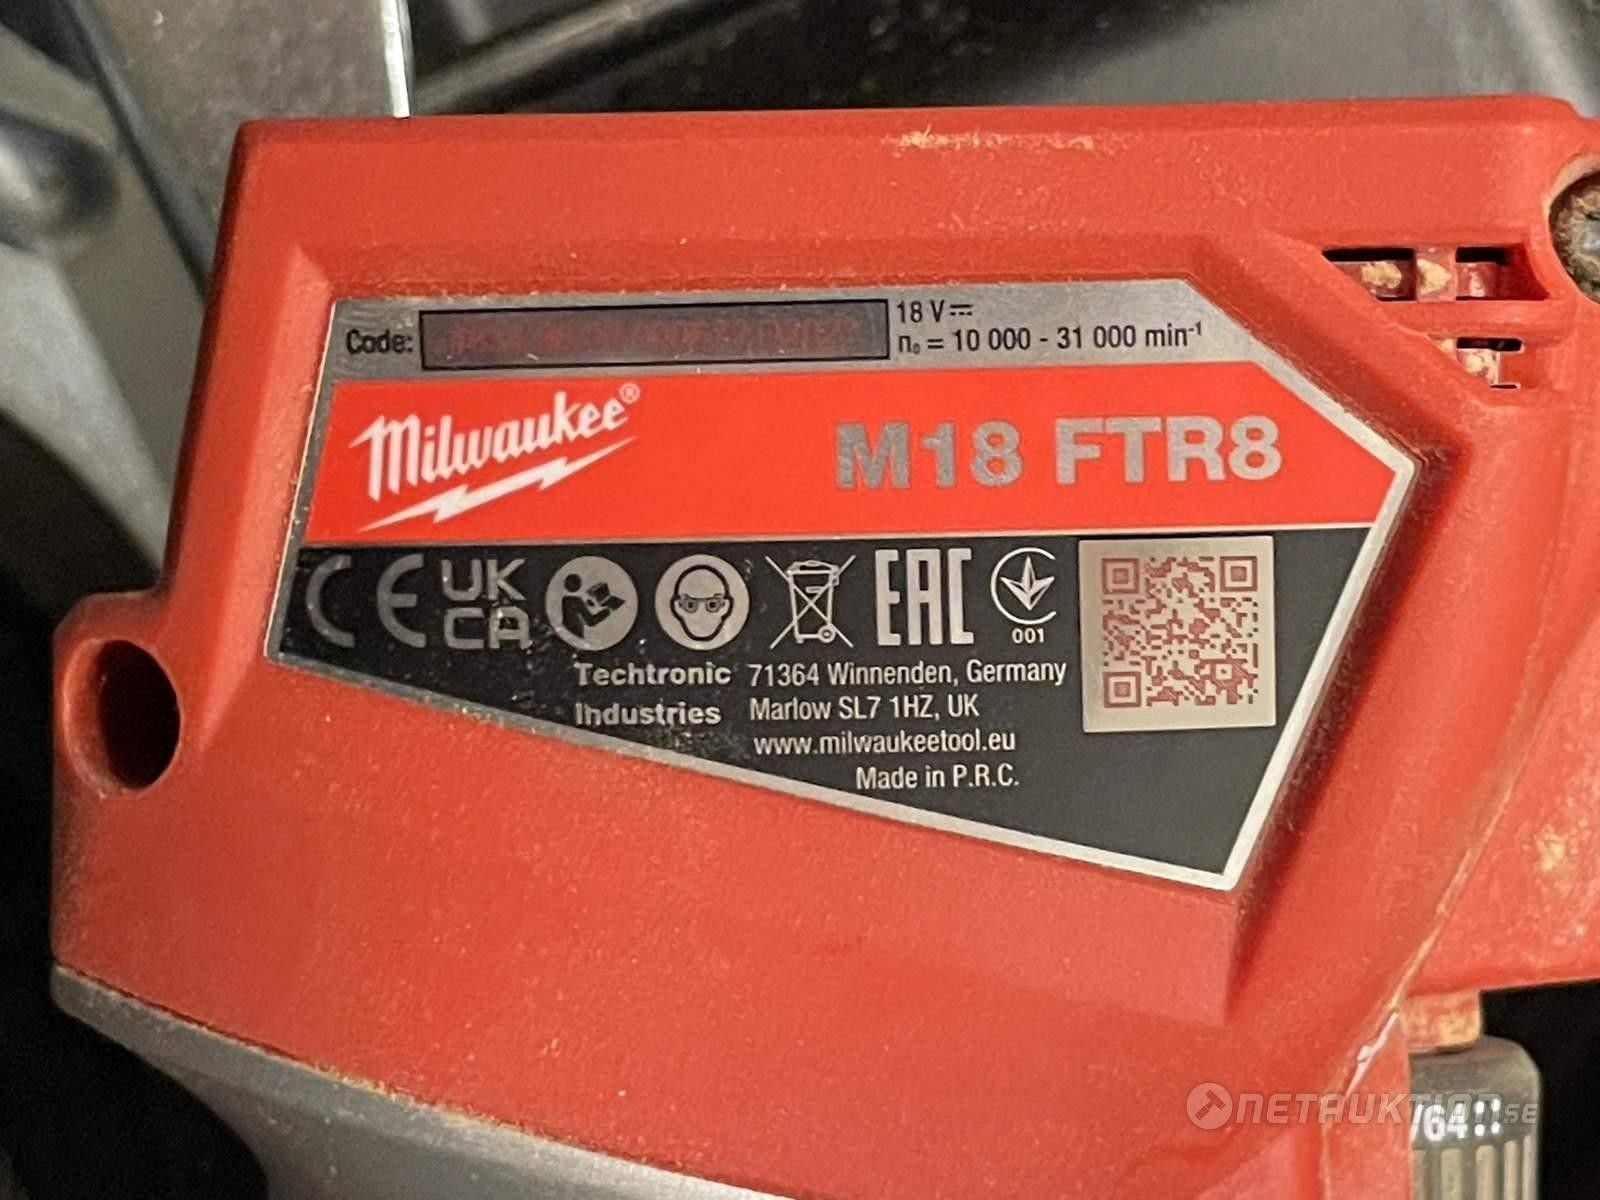 Code:
18 V
n₀ = 10 000 - 31 000 min⁻¹
Milwaukee®
M18 FTR8
CE UK CA EAC
001
Techtronic Industries
71364 Winnenden, Germany
Marlow SL7 1HZ, UK
www.milwaukeetool.eu
Made in P.R.C.
NETAUKTION.SE
/64